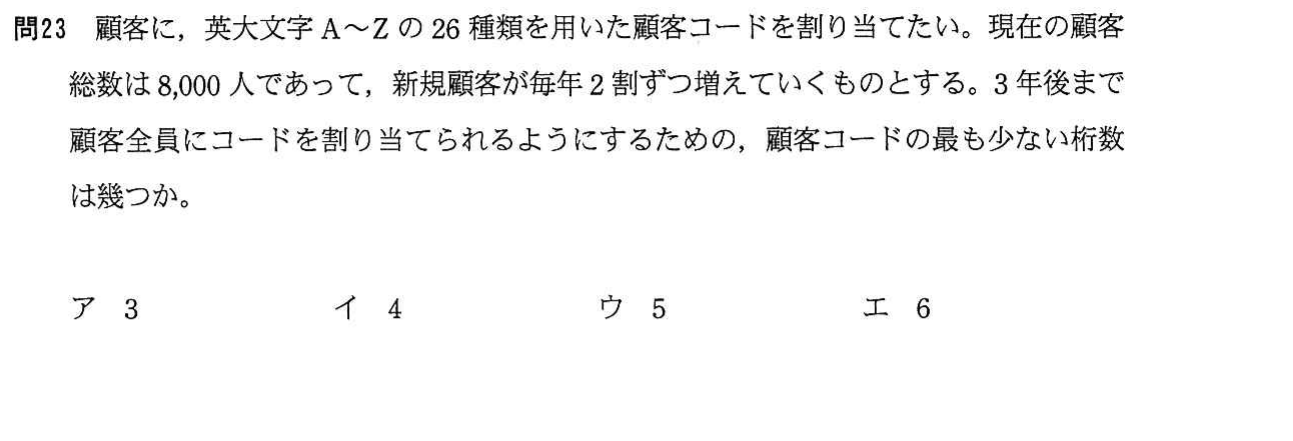 問23 顧客に，英大文字 A～Z の 26 種類を用いた顧客コードを割り当てたい。現在の顧客
総数は 8,000 人であって，新規顧客が毎年 2 割ずつ増えていくものとする。3 年後まで
顧客全員にコードを割り当てられるようにするための，顧客コードの最も少ない桁数
は幾つか。
ア 3 イ 4 ウ 5 エ 6